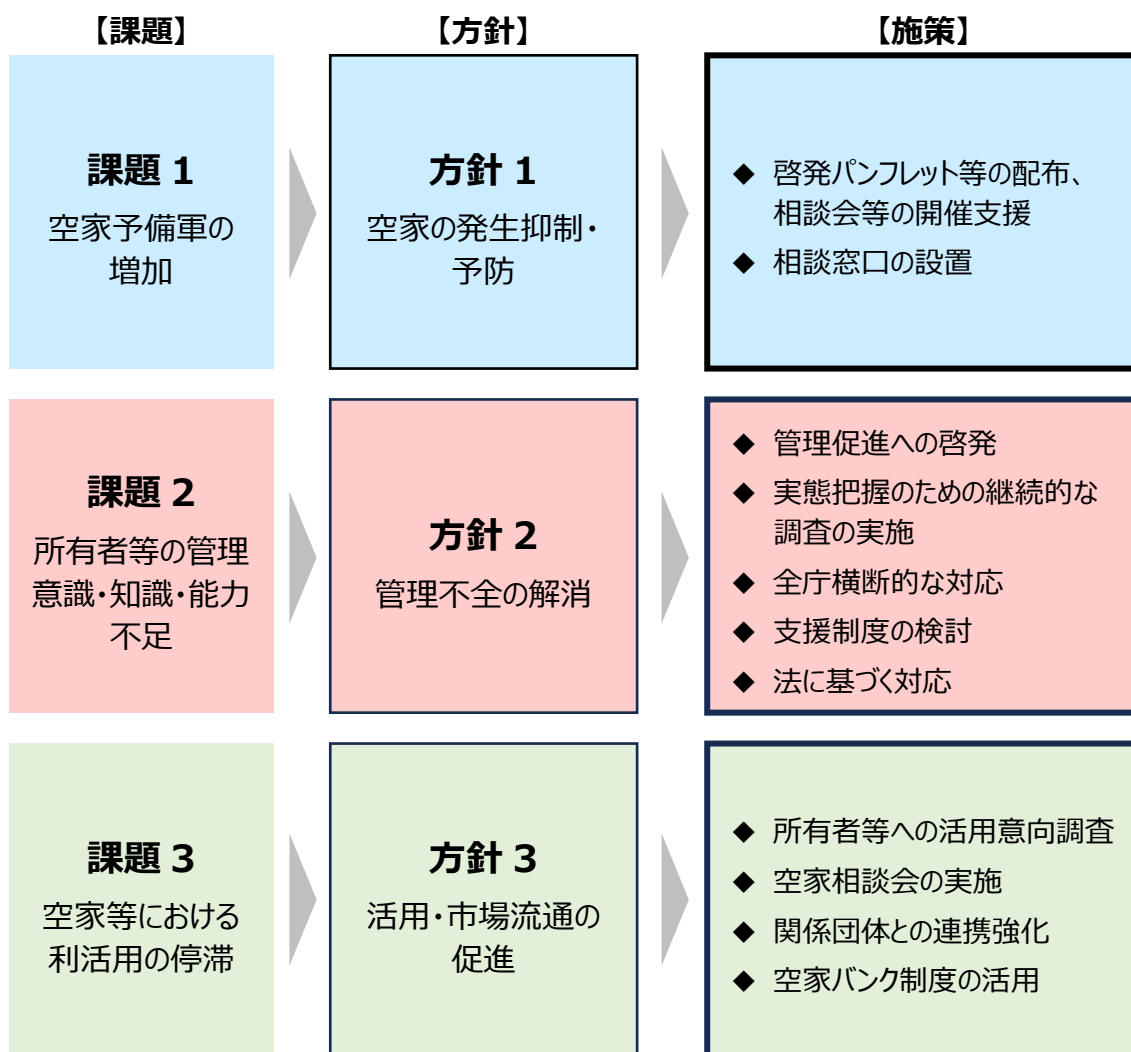 【課題】
【方針】
【施策】
課題 1
空家予備軍の
増加
方針 1
空家の発生抑制・
予防
◆ 啓発パンフレット等の配布、
相談会等の開催支援
◆ 相談窓口の設置
課題 2
所有者等の管理
意識・知識・能力
不足
方針 2
管理不全の解消
◆ 管理促進への啓発
◆ 実態把握のための継続的な
調査の実施
◆ 全庁横断的な対応
◆ 支援制度の検討
◆ 法に基づく対応
課題 3
空家等における
利活用の停滞
方針 3
活用・市場流通の
促進
◆ 所有者等への活用意向調査
◆ 空家相談会の実施
◆ 関係団体との連携強化
◆ 空家バンク制度の活用